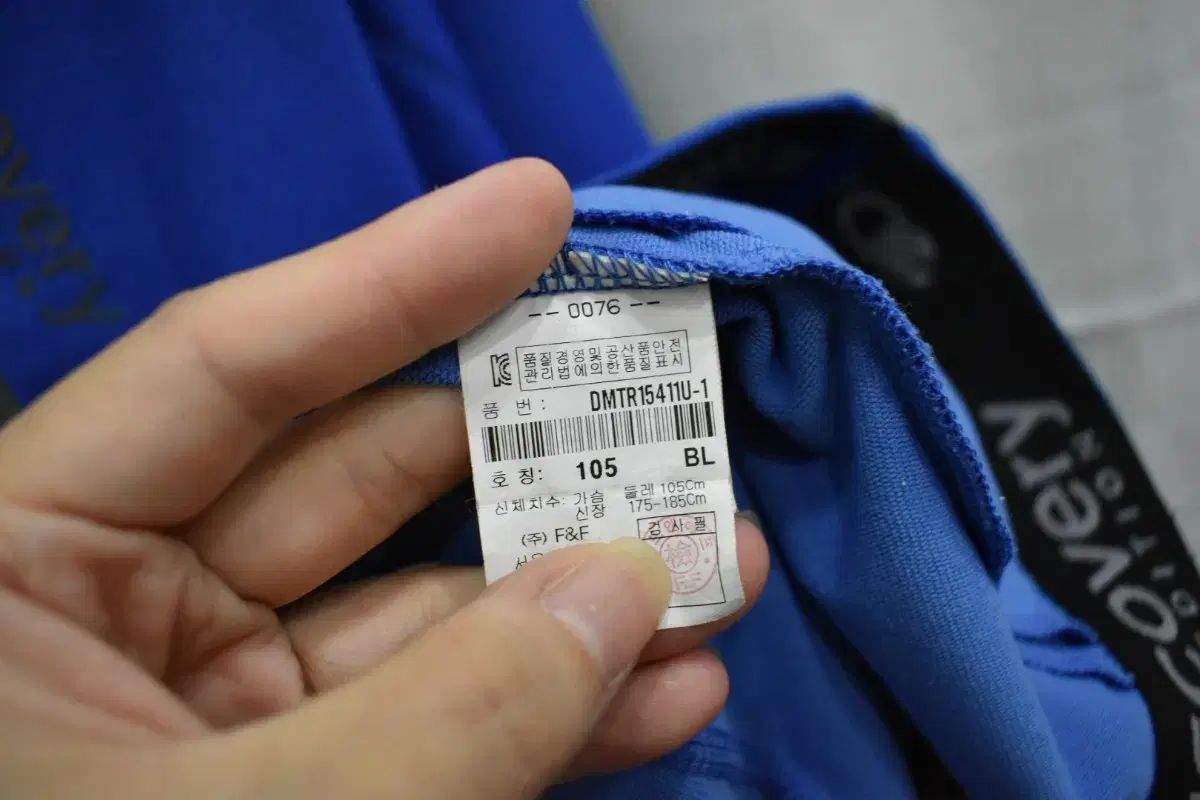 -- 0076 --
품질경영및공산품안전
관리법에의한품질표시
품 번 : DMTR15411U-1
호 칭: 105 BL
신체치수: 가슴 둘레 105Cm
신장 175-185Cm
(주) F&F
검 사 필
very
overy